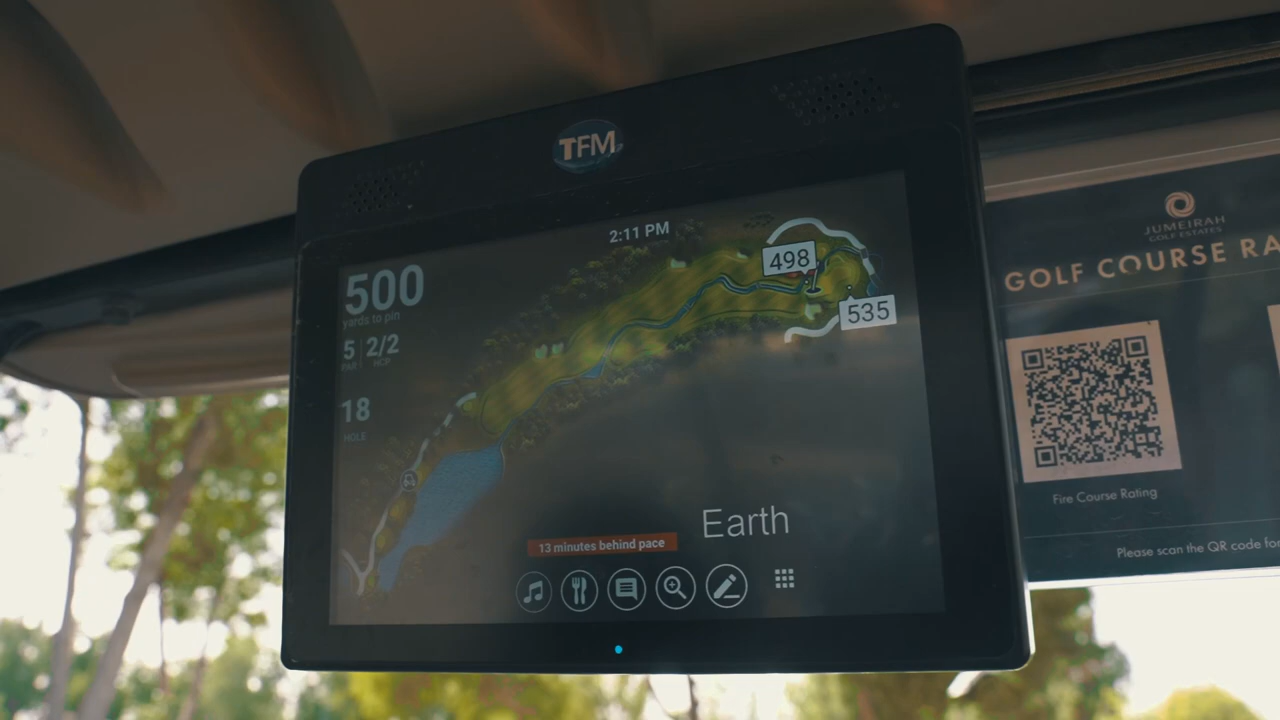 TFM
2:11 PM
500
yards to pin
5 2/2
PAR HCP
18
HOLE
498
535
Earth
13 minutes behind pace
JUMEIRAH
GOLF ESTATES
GOLF COURSE RA
Fire Course Rating
Please scan the QR code for